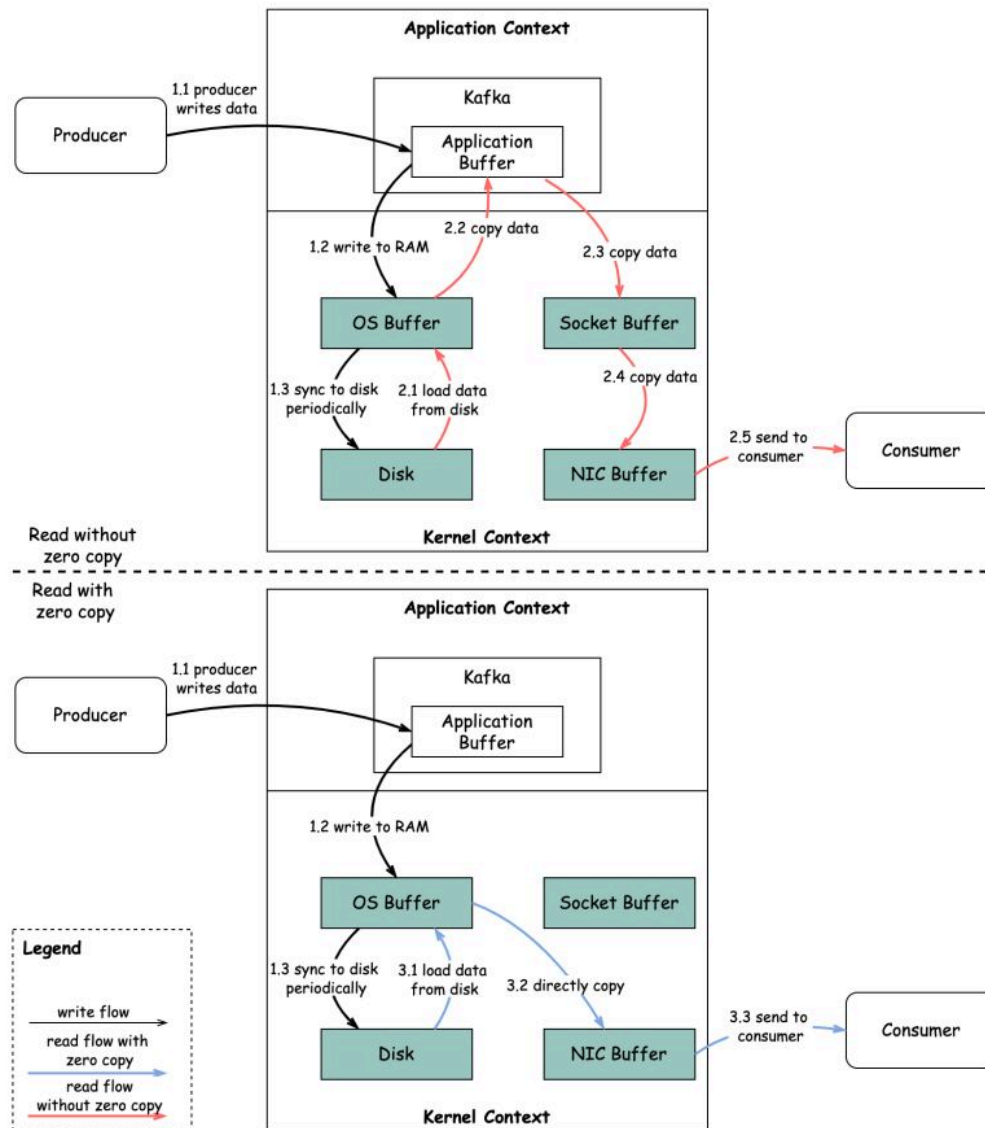 Application Context
1.1 producer
writes data
Kafka
Producer
Application
Buffer
2.2 copy data
1.2 write to RAM
2.3 copy data
OS Buffer
Socket Buffer
1.3 sync to disk
periodically
2.1 load data
from disk
2.4 copy data
2.5 send to
consumer
Consumer
Disk
NIC Buffer
Read without
zero copy
Kernel Context
Read with
zero copy
Application Context
1.1 producer
writes data
Kafka
Producer
Application
Buffer
1.2 write to RAM
OS Buffer
Socket Buffer
Legend
1.3 sync to disk
periodically
3.1 load data
from disk
3.2 directly copy
write flow
3.3 send to
consumer
Consumer
read flow with
zero copy
Disk
NIC Buffer
read flow
without zero copy
Kernel Context